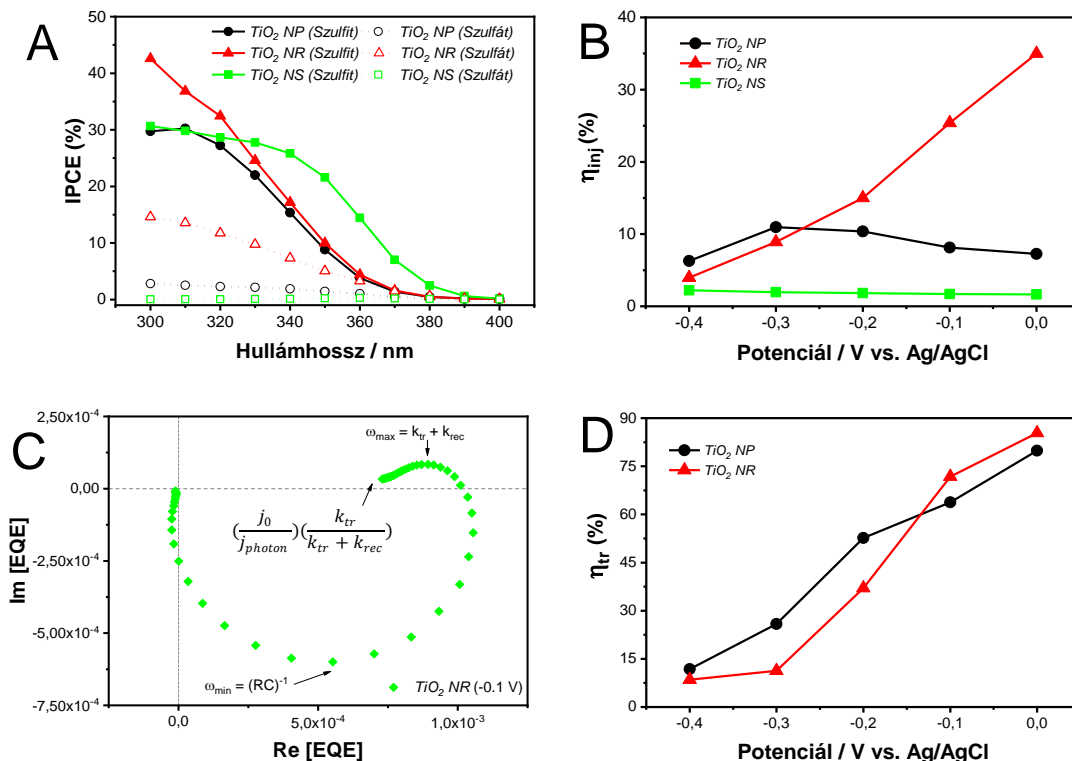 A
50
40
30
20
10
0
IPCE (%)
TiO2 NP (Szulfit)
TiO2 NR (Szulfit)
TiO2 NS (Szulfit)
TiO2 NP (Szulfát)
TiO2 NR (Szulfát)
TiO2 NS (Szulfát)
300 320 340 360 380 400
Hullámhossz / nm
B
40
30
20
10
0
ηinj (%)
TiO2 NP
TiO2 NR
TiO2 NS
-0,4 -0,3 -0,2 -0,1 0,0
Potenciál / V vs. Ag/AgCl
C
2,50x10-4
0,00
-2,50x10-4
-5,00x10-4
-7,50x10-4
Im [EQE]
ωmax = ktr + krec
(j0/jphoton)(ktr/ktr + krec)
ωmin = (RC)-1
TiO2 NR (-0.1 V)
0,0 5,0x10-4 1,0x10-3
Re [EQE]
D
90
75
60
45
30
15
0
ηtr (%)
TiO2 NP
TiO2 NR
-0,4 -0,3 -0,2 -0,1 0,0
Potenciál / V vs. Ag/AgCl